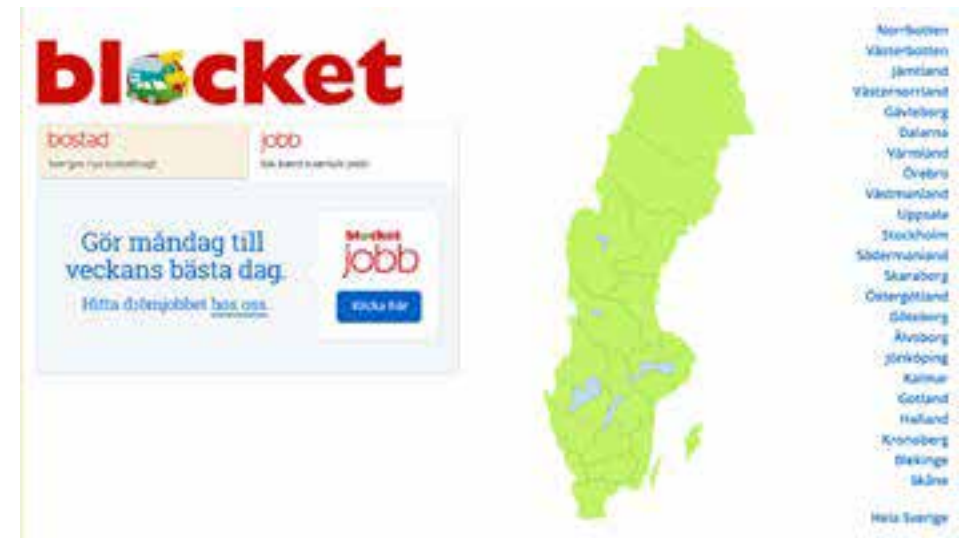 blocket
bostad
jobb
Gör måndag till
veckans bästa dag.
Hitta drömjobbet hos oss.
blocket
jobb
Klicka här
Norrbotten
Västerbotten
Jämtland
Västernorrland
Gävleborg
Dalarna
Värmland
Örebro
Västmanland
Uppsala
Stockholm
Södermanland
Skaraborg
Östergötland
Göteborg
Älvsborg
Jönköping
Kalmar
Gotland
Halland
Kronoberg
Blekinge
Skåne
Hela Sverige